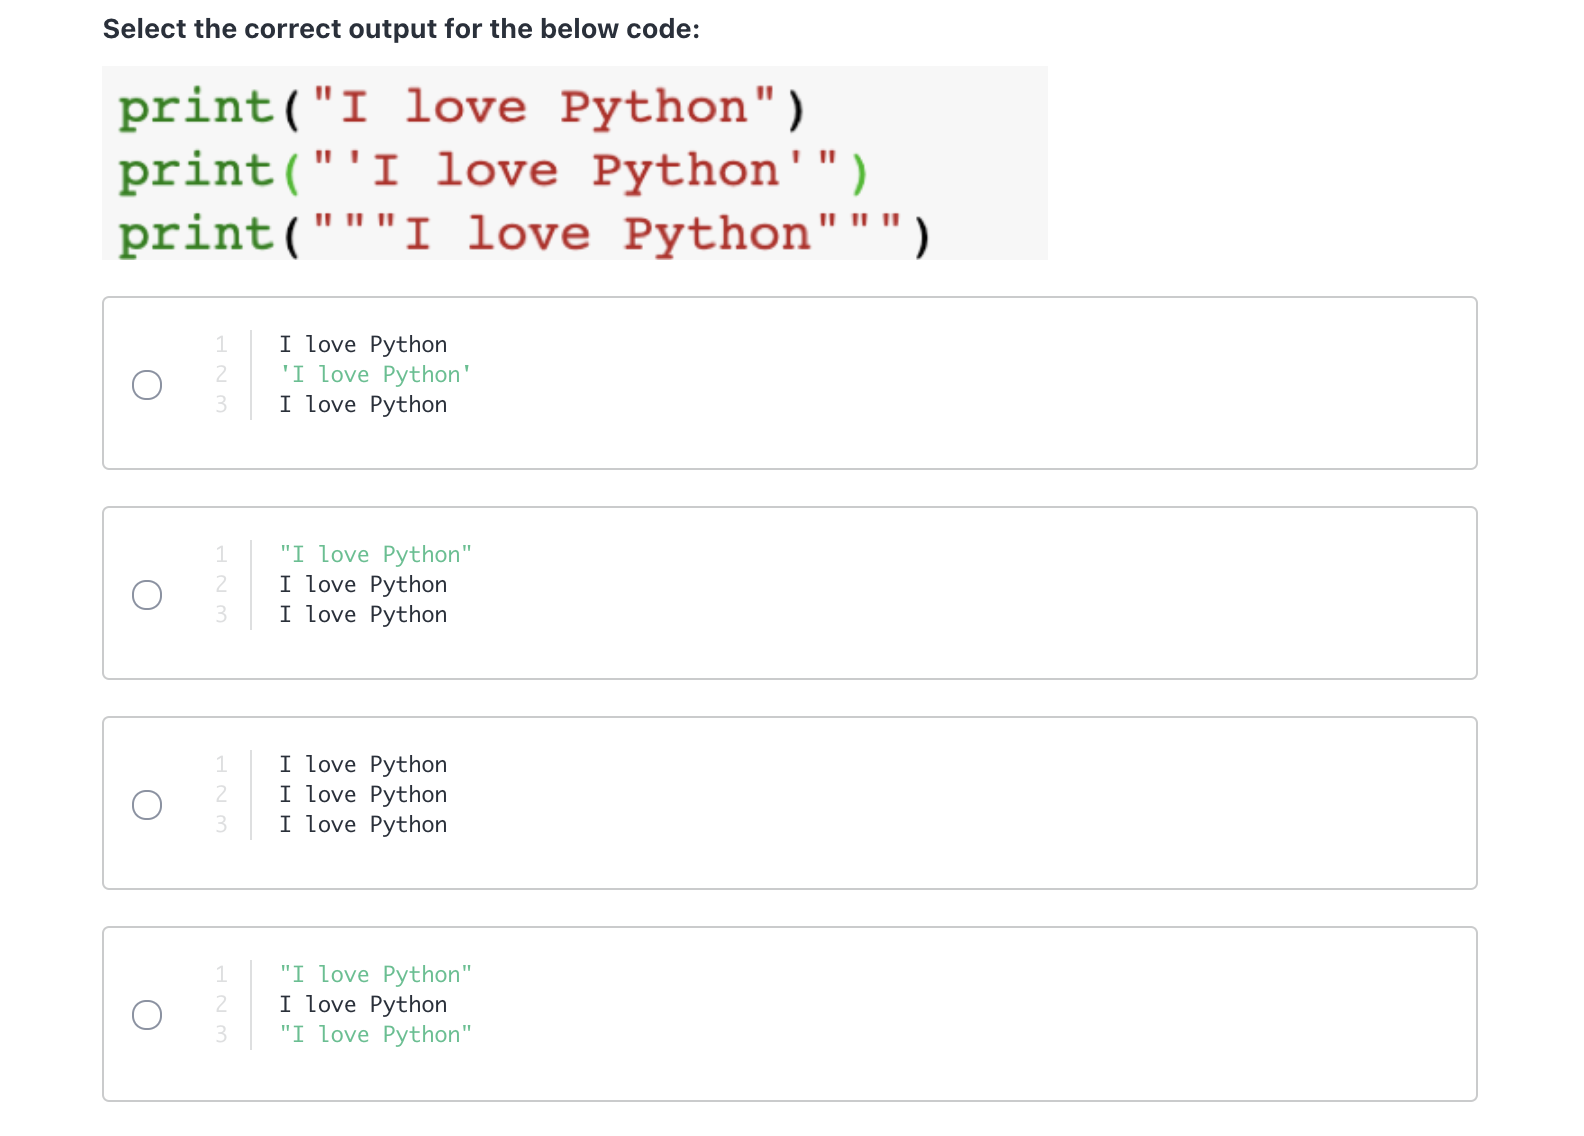 Select the correct output for the below code:
print("I love Python")
print("'I love Python'")
print("""I love Python""")
1 I love Python
2 'I love Python'
3 I love Python
1 "I love Python"
2 I love Python
3 I love Python
1 I love Python
2 I love Python
3 I love Python
1 "I love Python"
2 I love Python
3 "I love Python"